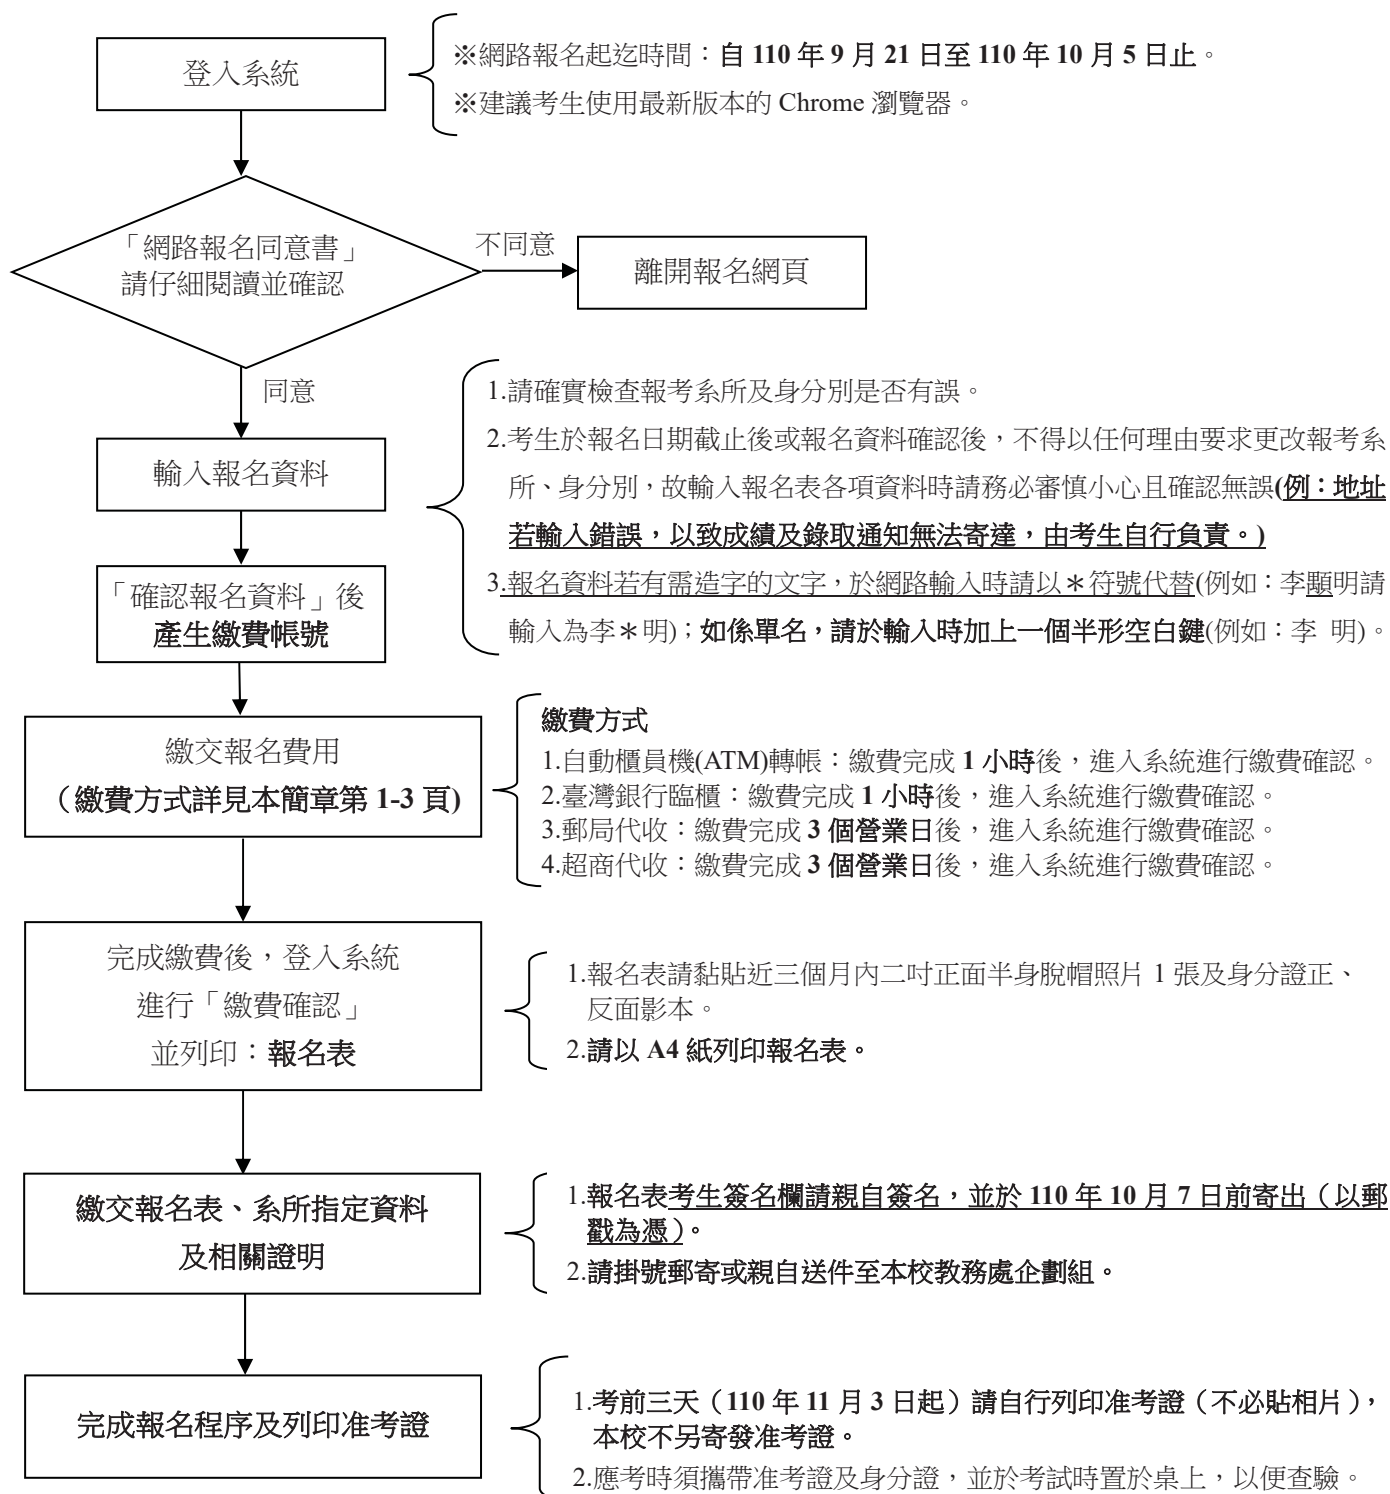 登入系統
※網路報名起迄時間：自 110 年 9 月 21 日至 110 年 10 月 5 日止。
※建議考生使用最新版本的 Chrome 瀏覽器。
「網路報名同意書」
請仔細閱讀並確認
不同意
離開報名網頁
同意
輸入報名資料
1.請確實檢查報考系所及身分別是否有誤。
2.考生於報名日期截止後或報名資料確認後，不得以任何理由要求更改報考系
所、身分別，故輸入報名表各項資料時請務必審慎小心且確認無誤(例：地址
若輸入錯誤，以致成績及錄取通知無法寄達，由考生自行負責。)
3.報名資料若有需造字的文字，於網路輸入時請以＊符號代替(例如：李顯明請
輸入為李＊明)；如係單名，請於輸入時加上一個半形空白鍵(例如：李 明)。
「確認報名資料」後
產生繳費帳號
繳交報名費用
（繳費方式詳見本簡章第 1-3 頁)
繳費方式
1.自動櫃員機(ATM)轉帳：繳費完成 1 小時後，進入系統進行繳費確認。
2.臺灣銀行臨櫃：繳費完成 1 小時後，進入系統進行繳費確認。
3.郵局代收：繳費完成 3 個營業日後，進入系統進行繳費確認。
4.超商代收：繳費完成 3 個營業日後，進入系統進行繳費確認。
完成繳費後，登入系統
進行「繳費確認」
並列印：報名表
1.報名表請黏貼近三個月內二吋正面半身脫帽照片 1 張及身分證正、
反面影本。
2.請以 A4 紙列印報名表。
繳交報名表、系所指定資料
及相關證明
1.報名表考生簽名欄請親自簽名，並於 110 年 10 月 7 日前寄出（以郵
戳為憑）。
2.請掛號郵寄或親自送件至本校教務處企劃組。
完成報名程序及列印准考證
1.考前三天（110 年 11 月 3 日起）請自行列印准考證（不必貼相片），
本校不另寄發准考證。
2.應考時須攜帶准考證及身分證，並於考試時置於桌上，以便查驗。